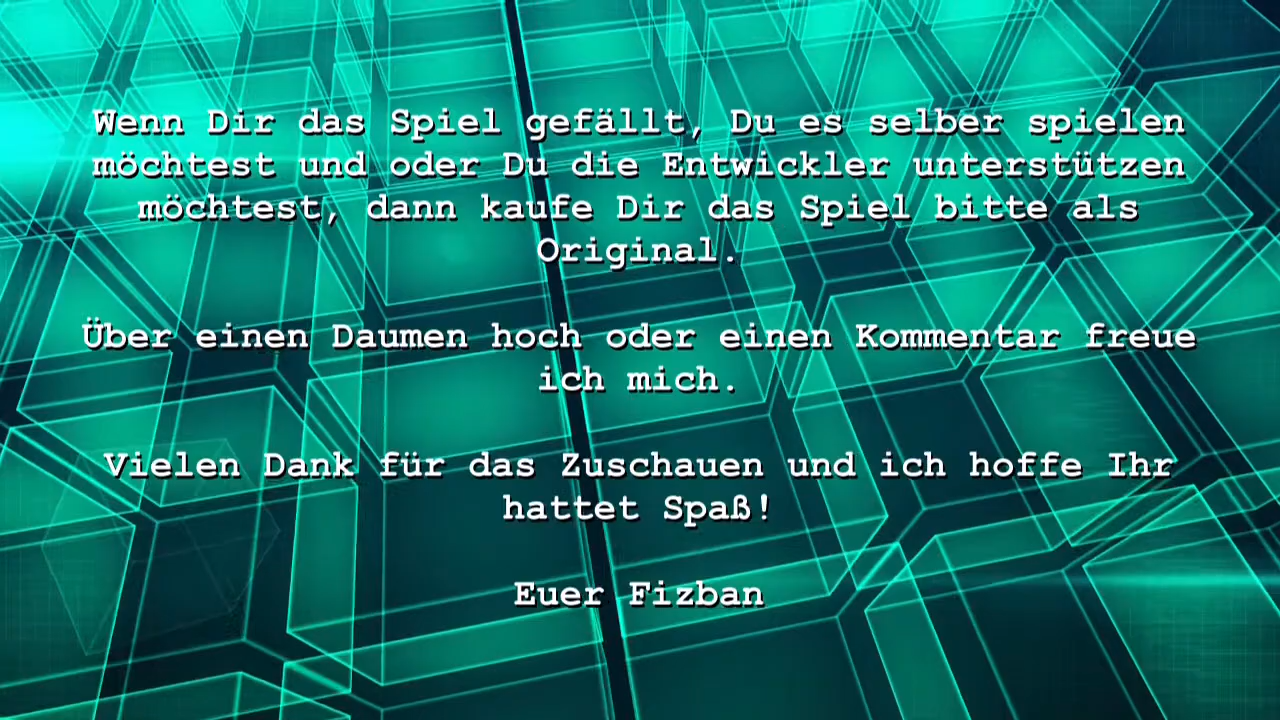 Wenn Dir das Spiel gefällt, Du es selber spielen
möchtest und oder Du die Entwickler unterstützen
möchtest, dann kaufe Dir das Spiel bitte als
Original.
Über einen Daumen hoch oder einen Kommentar freue
ich mich.
Vielen Dank für das Zuschauen und ich hoffe Ihr
hattet Spaß!
Euer Fizban